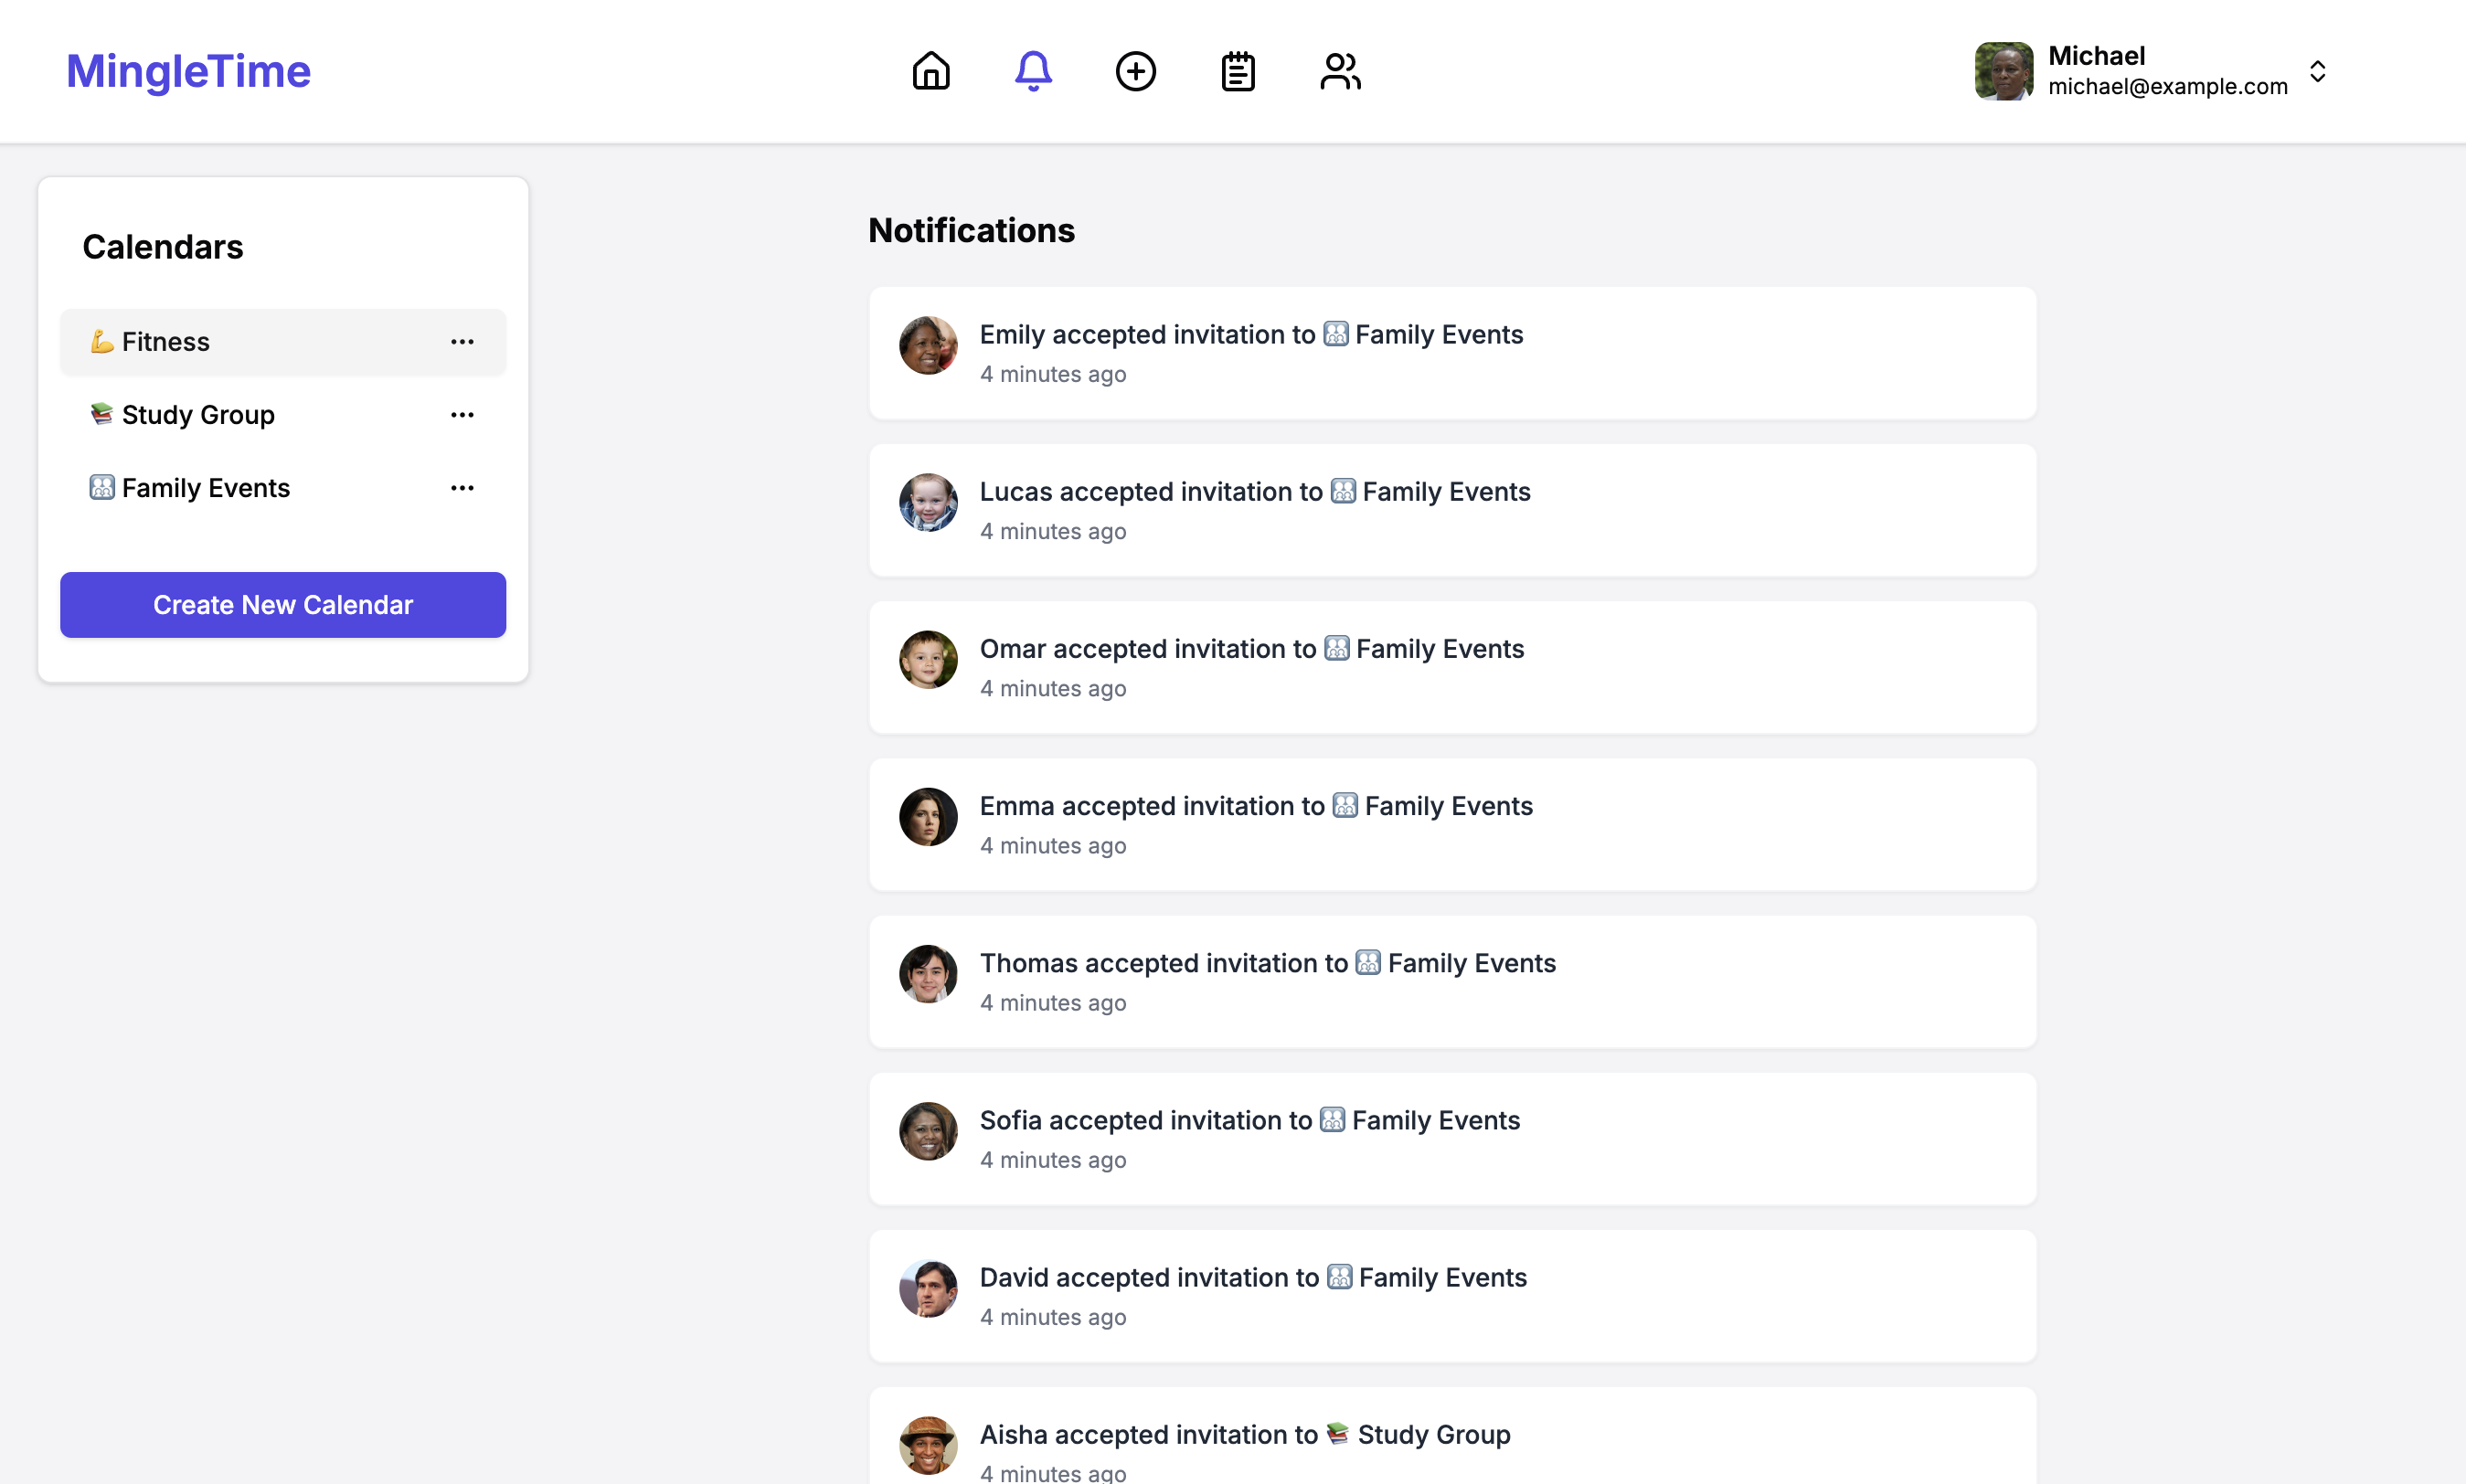 MingleTime
Michael
michael@example.com
Calendars
💪 Fitness
📚 Study Group
Family Events
Create New Calendar
Notifications
Emily accepted invitation to Family Events
4 minutes ago
Lucas accepted invitation to Family Events
4 minutes ago
Omar accepted invitation to Family Events
4 minutes ago
Emma accepted invitation to Family Events
4 minutes ago
Thomas accepted invitation to Family Events
4 minutes ago
Sofia accepted invitation to Family Events
4 minutes ago
David accepted invitation to Family Events
4 minutes ago
Aisha accepted invitation to 📚 Study Group
4 minutes ago